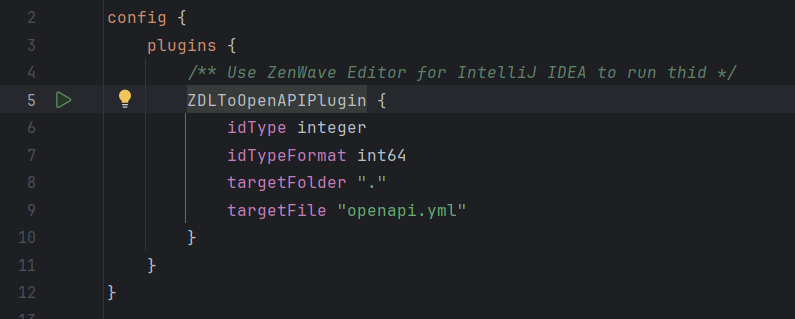 2 config {
3 plugins {
4 /** Use ZenWave Editor for IntelliJ IDEA to run thid */
5 ZDLToOpenAPIPlugin {
6 idType integer
7 idTypeFormat int64
8 targetFolder "."
9 targetFile "openapi.yml"
10 }
11 }
12 }